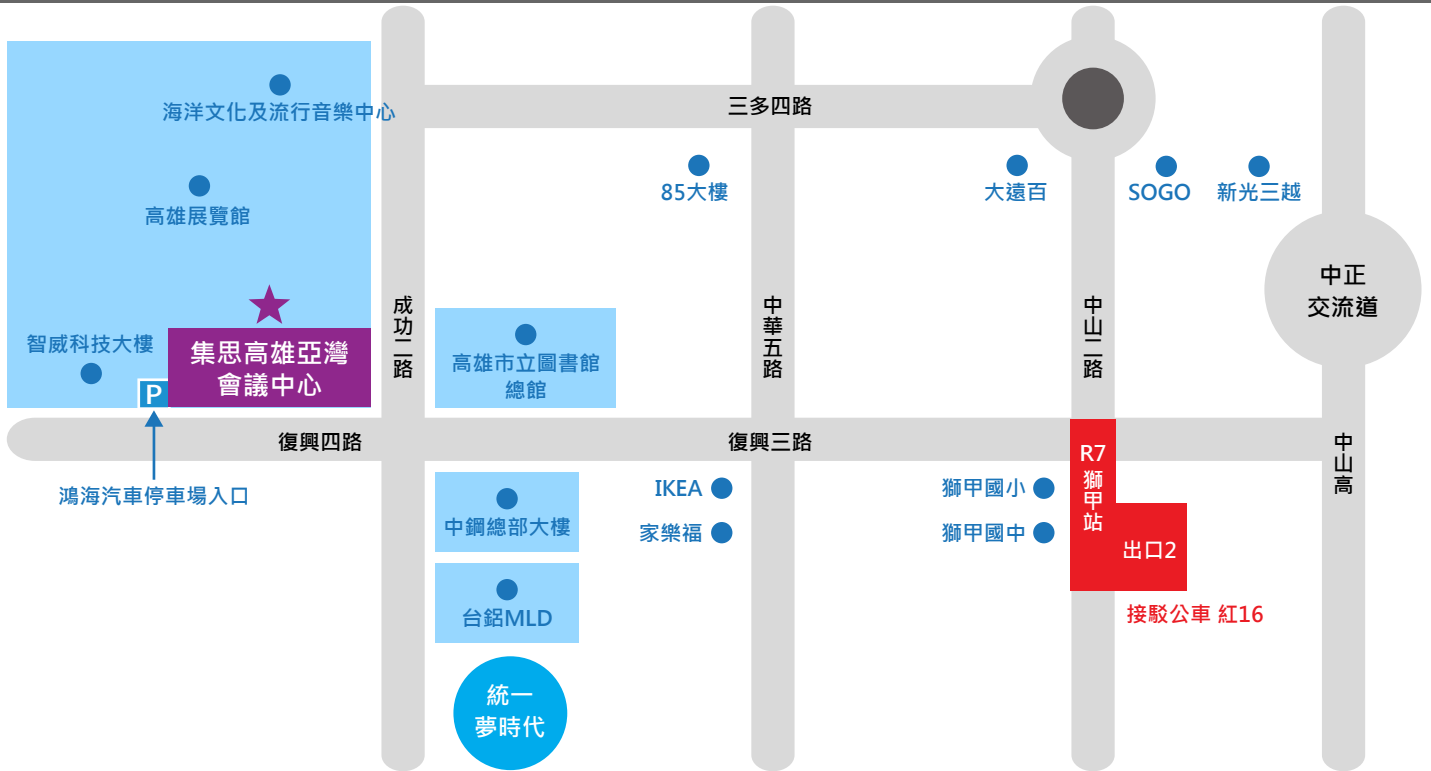 海洋文化及流行音樂中心
三多四路
高雄展覽館
85大樓
大遠百
SOGO
新光三越
中正
交流道
智威科技大樓
集思高雄亞灣
會議中心
P
成功二路
高雄市立圖書館
總館
中華五路
中山二路
復興四路
復興三路
中山高
鴻海汽車停車場入口
中鋼總部大樓
IKEA
家樂福
獅甲國小
獅甲國中
R7
獅甲站
出口2
接駁公車 紅16
台鋁MLD
統一
夢時代